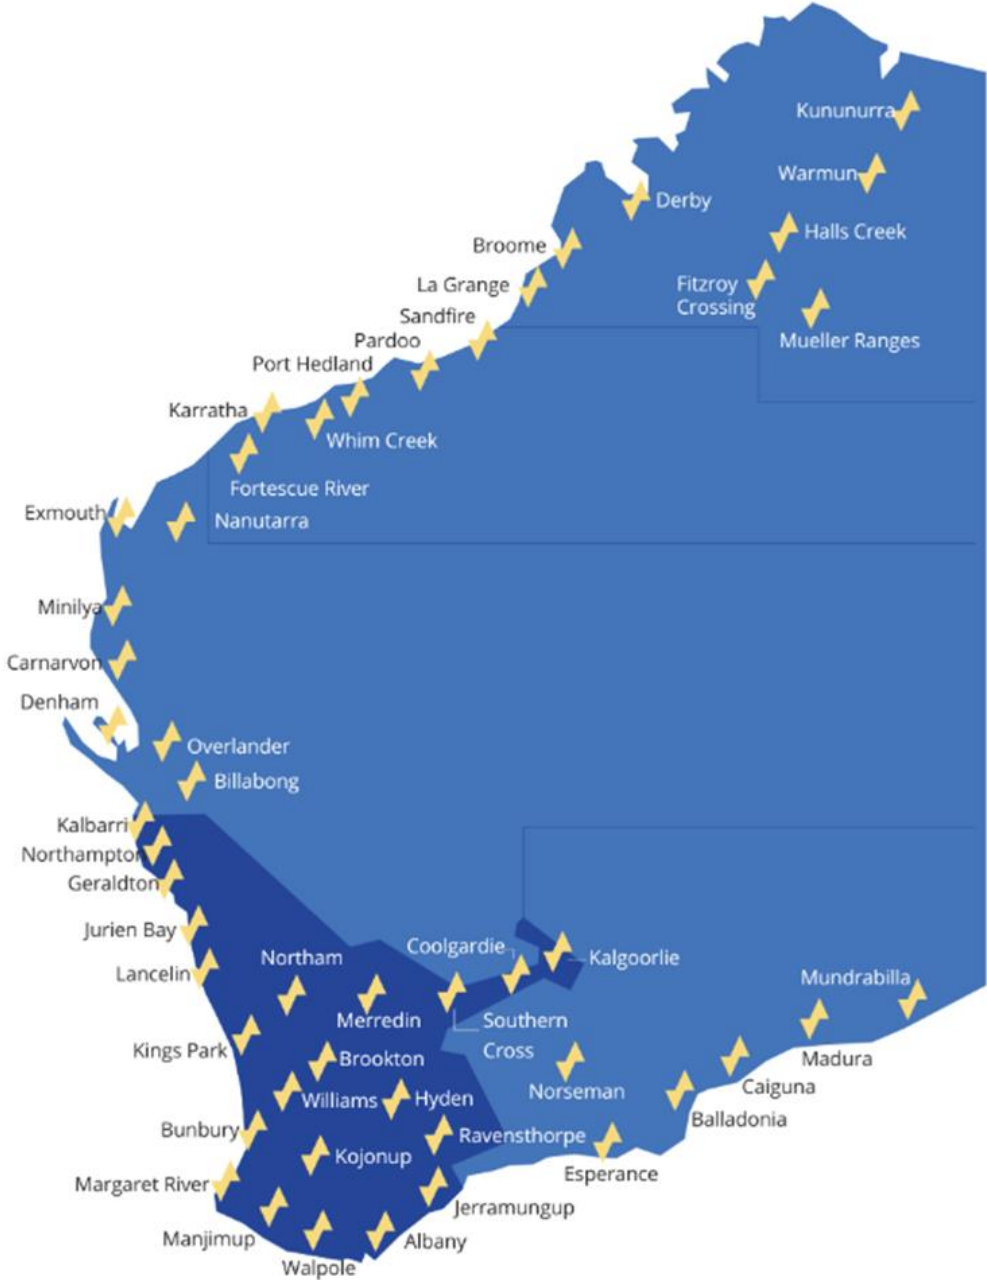 Kununurra
Warmun
Derby
Halls Creek
Broome
La Grange
Fitzroy
Crossing
Sandfire
Pardoo
Mueller Ranges
Port Hedland
Karratha
Whim Creek
Fortescue River
Exmouth
Nanutarra
Minilya
Carnarvon
Denham
Overlander
Billabong
Kalbarri
Northampton
Geraldton
Jurien Bay
Coolgardie
Northam
Kalgoorlie
Lancelin
Mundrabilla
Merredin
Southern
Cross
Kings Park
Brookton
Madura
Norseman
Caiguna
Williams
Hyden
Balladonia
Bunbury
Ravensthorpe
Kojonup
Esperance
Margaret River
Jerramungup
Manjimup
Albany
Walpole